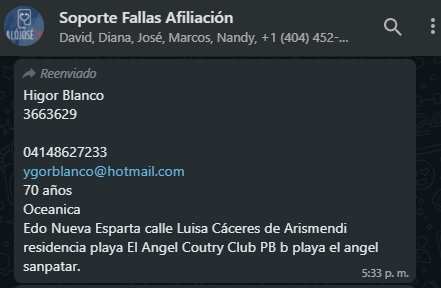 Soporte Fallas Afiliación
David, Diana, José, Marcos, Nandy, +1 (404) 452-...
ALÓJOSÉ
Reenviado
Higor Blanco
3663629
04148627233
ygorblanco@hotmail.com
70 años
Oceanica
Edo Nueva Esparta calle Luisa Cáceres de Arismendi
residencia playa El Angel Coutry Club PB b playa el angel
sanpatar.
5:33 p. m.